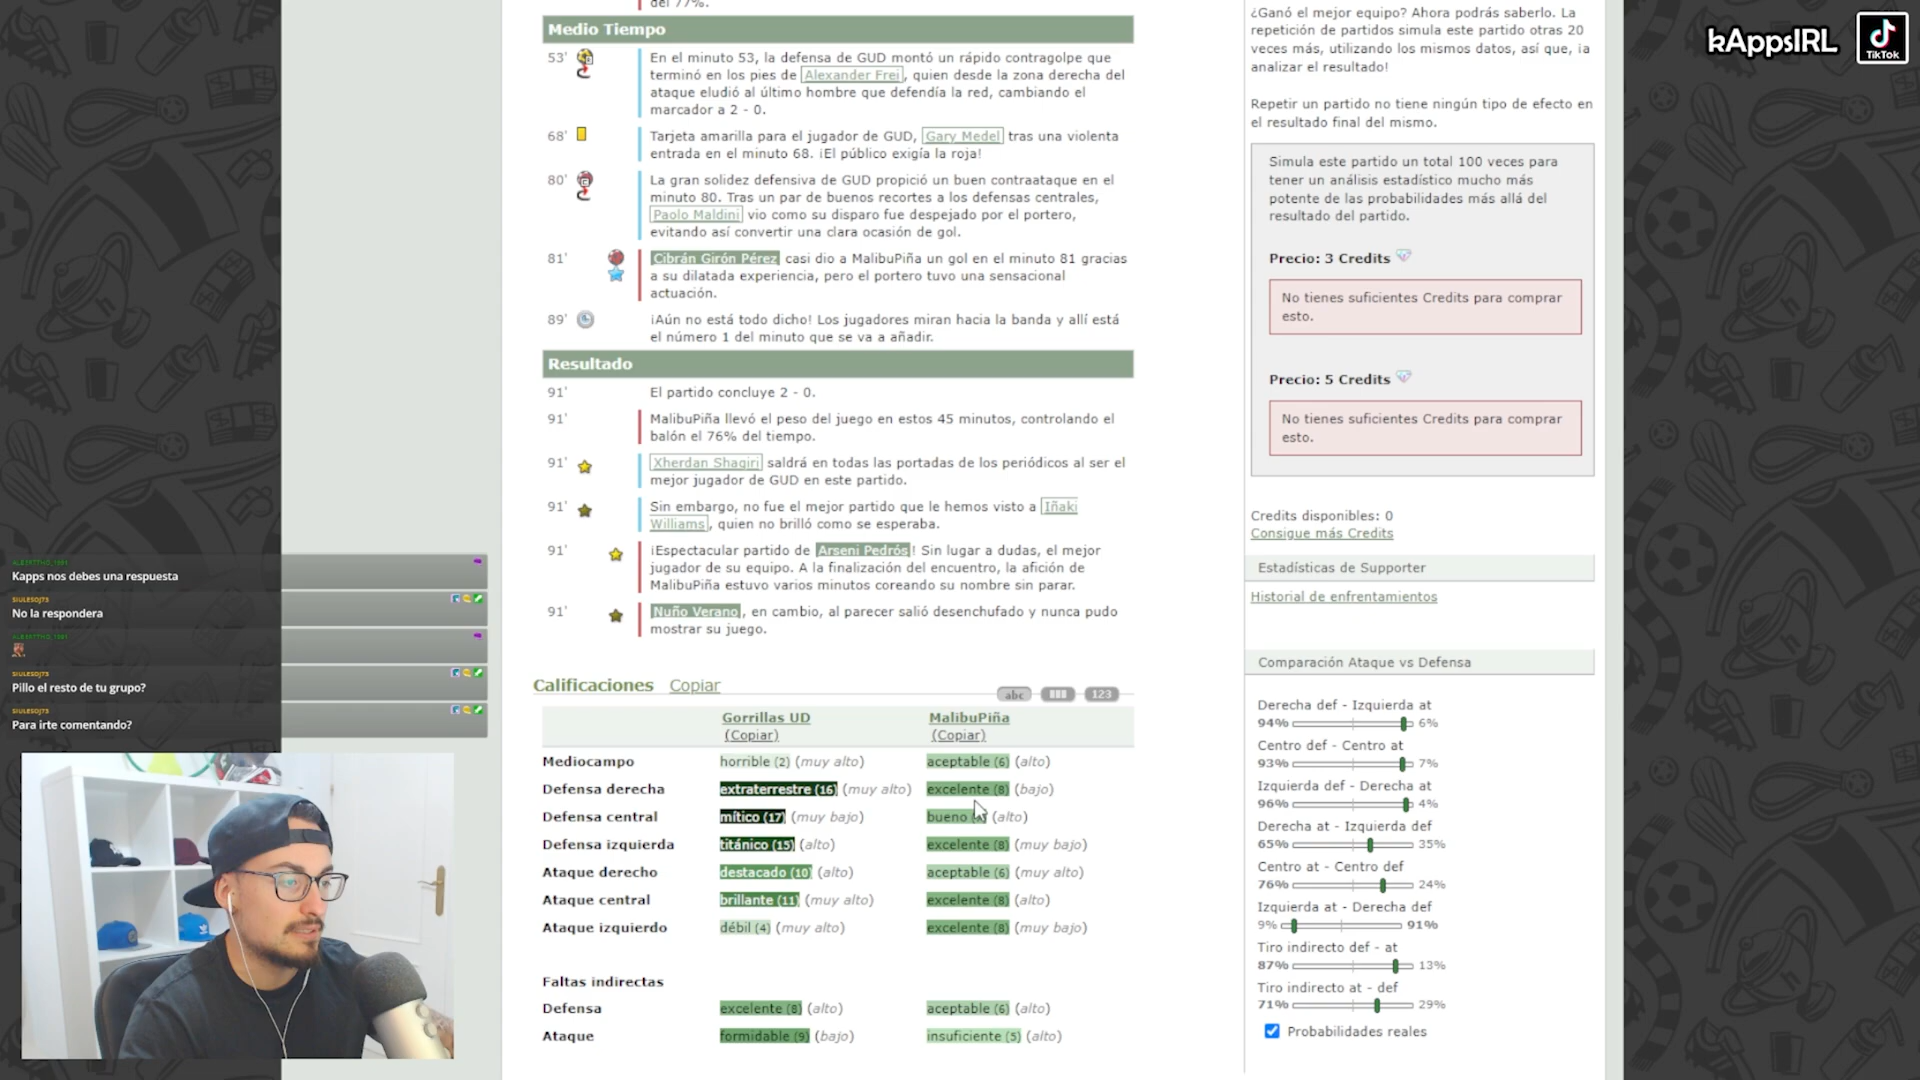 kAppsIRL
TikTok
del 77%.
Medio Tiempo
53'
En el minuto 53, la defensa de GUD montó un rápido contragolpe que
terminó en los pies de Alexander Frei, quien desde la zona derecha del
ataque eludió al último hombre que defendía la red, cambiando el
marcador a 2 - 0.
68'
Tarjeta amarilla para el jugador de GUD, Gary Medel tras una violenta
entrada en el minuto 68. ¡El público exigía la roja!
80'
La gran solidez defensiva de GUD propició un buen contraataque en el
minuto 80. Tras un par de buenos recortes a los defensas centrales,
Paolo Maldini vio como su disparo fue despejado por el portero,
evitando así convertir una clara ocasión de gol.
81'
Cibrán Girón Pérez casi dio a MalibuPiña un gol en el minuto 81 gracias
a su dilatada experiencia, pero el portero tuvo una sensacional
actuación.
89'
¡Aún no está todo dicho! Los jugadores miran hacia la banda y allí está
el número 1 del minuto que se va a añadir.
Resultado
91'
El partido concluye 2 - 0.
91'
MalibuPiña llevó el peso del juego en estos 45 minutos, controlando el
balón el 76% del tiempo.
91'
Xherdan Shaqiri saldrá en todas las portadas de los periódicos al ser el
mejor jugador de GUD en este partido.
91'
Sin embargo, no fue el mejor partido que le hemos visto a Iñaki
Williams, quien no brilló como se esperaba.
91'
¡Espectacular partido de Arseni Pedrós! Sin lugar a dudas, el mejor
jugador de su equipo. A la finalización del encuentro, la afición de
MalibuPiña estuvo varios minutos coreando su nombre sin parar.
91'
Nuño Verano, en cambio, al parecer salió desenchufado y nunca pudo
mostrar su juego.
Calificaciones Copiar
abc 123
Gorrillas UD MalibuPiña
(Copiar) (Copiar)
Mediocampo horrible (2) (muy alto) aceptable (6) (alto)
Defensa derecha extraterrestre (16) (muy alto) excelente (8) (bajo)
Defensa central mítico (17) (muy bajo) bueno (alto)
Defensa izquierda titánico (15) (alto) excelente (8) (muy bajo)
Ataque derecho destacado (10) (alto) aceptable (6) (muy alto)
Ataque central brillante (11) (muy alto) excelente (8) (alto)
Ataque izquierdo débil (4) (muy alto) excelente (8) (muy bajo)
Faltas indirectas
Defensa excelente (8) (alto) aceptable (6) (alto)
Ataque formidable (9) (bajo) insuficiente (5) (alto)
¿Ganó el mejor equipo? Ahora podrás saberlo. La
repetición de partidos simula este partido otras 20
veces más, utilizando los mismos datos, así que, ¡a
analizar el resultado!
Repetir un partido no tiene ningún tipo de efecto en
el resultado final del mismo.
Simula este partido un total 100 veces para
tener un análisis estadístico mucho más
potente de las probabilidades más allá del
resultado del partido.
Precio: 3 Credits
No tienes suficientes Credits para comprar
esto.
Precio: 5 Credits
No tienes suficientes Credits para comprar
esto.
Credits disponibles: 0
Consigue más Credits
Estadísticas de Supporter
Historial de enfrentamientos
Comparación Ataque vs Defensa
Derecha def - Izquierda at
94% 6%
Centro def - Centro at
93% 7%
Izquierda def - Derecha at
96% 4%
Derecha at - Izquierda def
65% 35%
Centro at - Centro def
76% 24%
Izquierda at - Derecha def
9% 91%
Tiro indirecto def - at
87% 13%
Tiro indirecto at - def
71% 29%
Probabilidades reales
Kapps nos debes una respuesta
SIULESOJ73
No la respondera
SIULESOJ73
Pillo el resto de tu grupo?
SIULESOJ73
Para irte comentando?